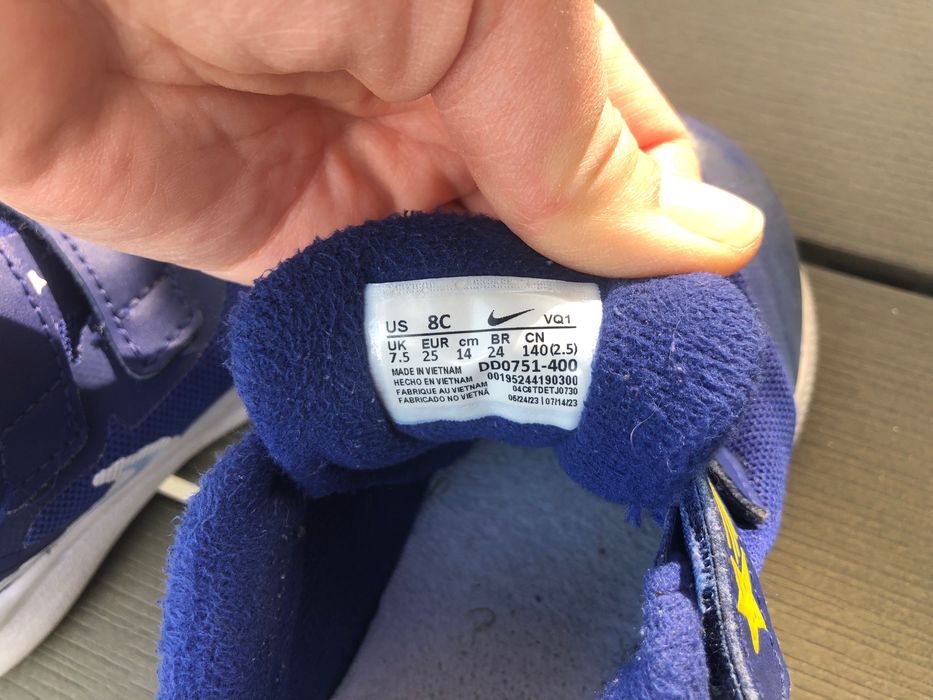 US 8C VQ1
UK EUR cm BR CN
7.5 25 14 24 140(2.5)
MADE IN VIETNAM DD0751-400
HECHO EN VIETNAM 00195244190300
FABRIQUE AU VIETNAM 04C6TDETJ0730
FABRICADO NO VIETNÃ 05/24/23 | 07/14/23